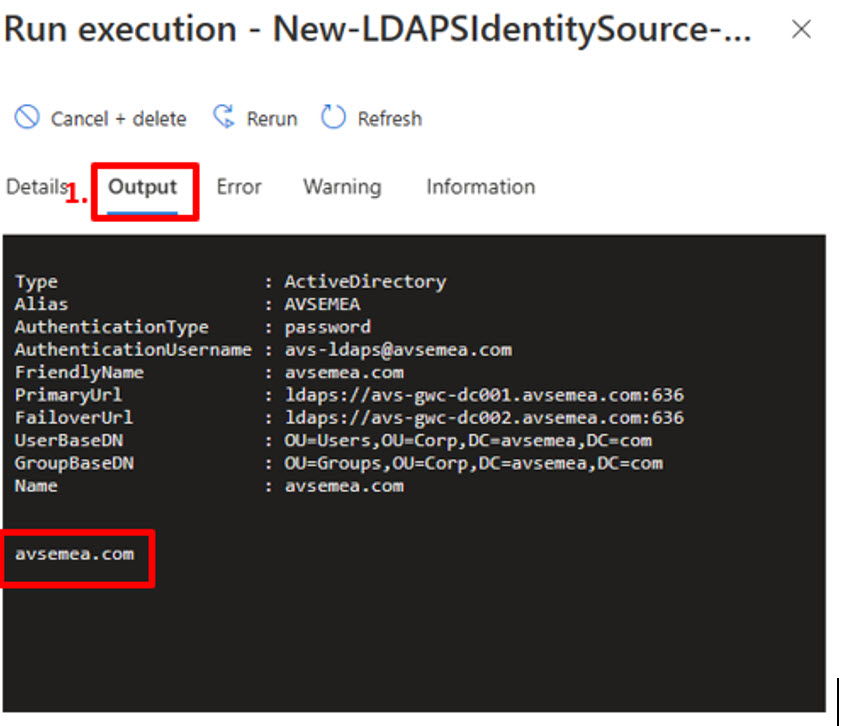 Run execution - New-LDAPSIdentitySource-...
Cancel + delete Rerun Refresh
Details 1. Output Error Warning Information
Type : ActiveDirectory
Alias : AVSEMEA
AuthenticationType : password
AuthenticationUsername : avs-ldaps@avsemea.com
FriendlyName : avsemea.com
PrimaryUrl : ldaps://avs-gwc-dc001.avsemea.com:636
FailoverUrl : ldaps://avs-gwc-dc002.avsemea.com:636
UserBaseDN : OU=Users,OU=Corp,DC=avsemea,DC=com
GroupBaseDN : OU=Groups,OU=Corp,DC=avsemea,DC=com
Name : avsemea.com
avsemea.com